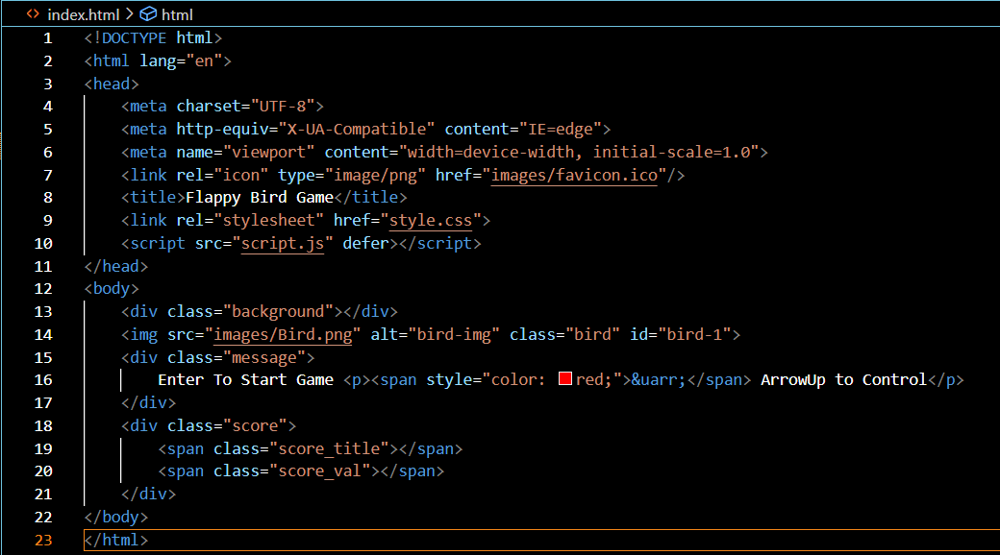 index.html > html
1 <!DOCTYPE html>
2 <html lang="en">
3 <head>
4     <meta charset="UTF-8">
5     <meta http-equiv="X-UA-Compatible" content="IE=edge">
6     <meta name="viewport" content="width=device-width, initial-scale=1.0">
7     <link rel="icon" type="image/png" href="images/favicon.ico"/>
8     <title>Flappy Bird Game</title>
9     <link rel="stylesheet" href="style.css">
10     <script src="script.js" defer></script>
11 </head>
12 <body>
13     <div class="background"></div>
14     <img src="images/Bird.png" alt="bird-img" class="bird" id="bird-1">
15     <div class="message">
16         Enter To Start Game <p><span style="color: red;">&uarr;</span> ArrowUp to Control</p>
17     </div>
18     <div class="score">
19         <span class="score_title"></span>
20         <span class="score_val"></span>
21     </div>
22 </body>
23 </html>